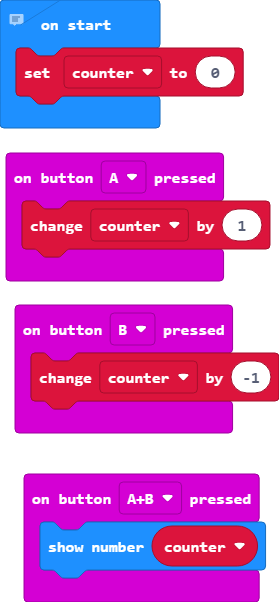 on start
set counter to 0
on button A pressed
change counter by 1
on button B pressed
change counter by -1
on button A+B pressed
show number counter